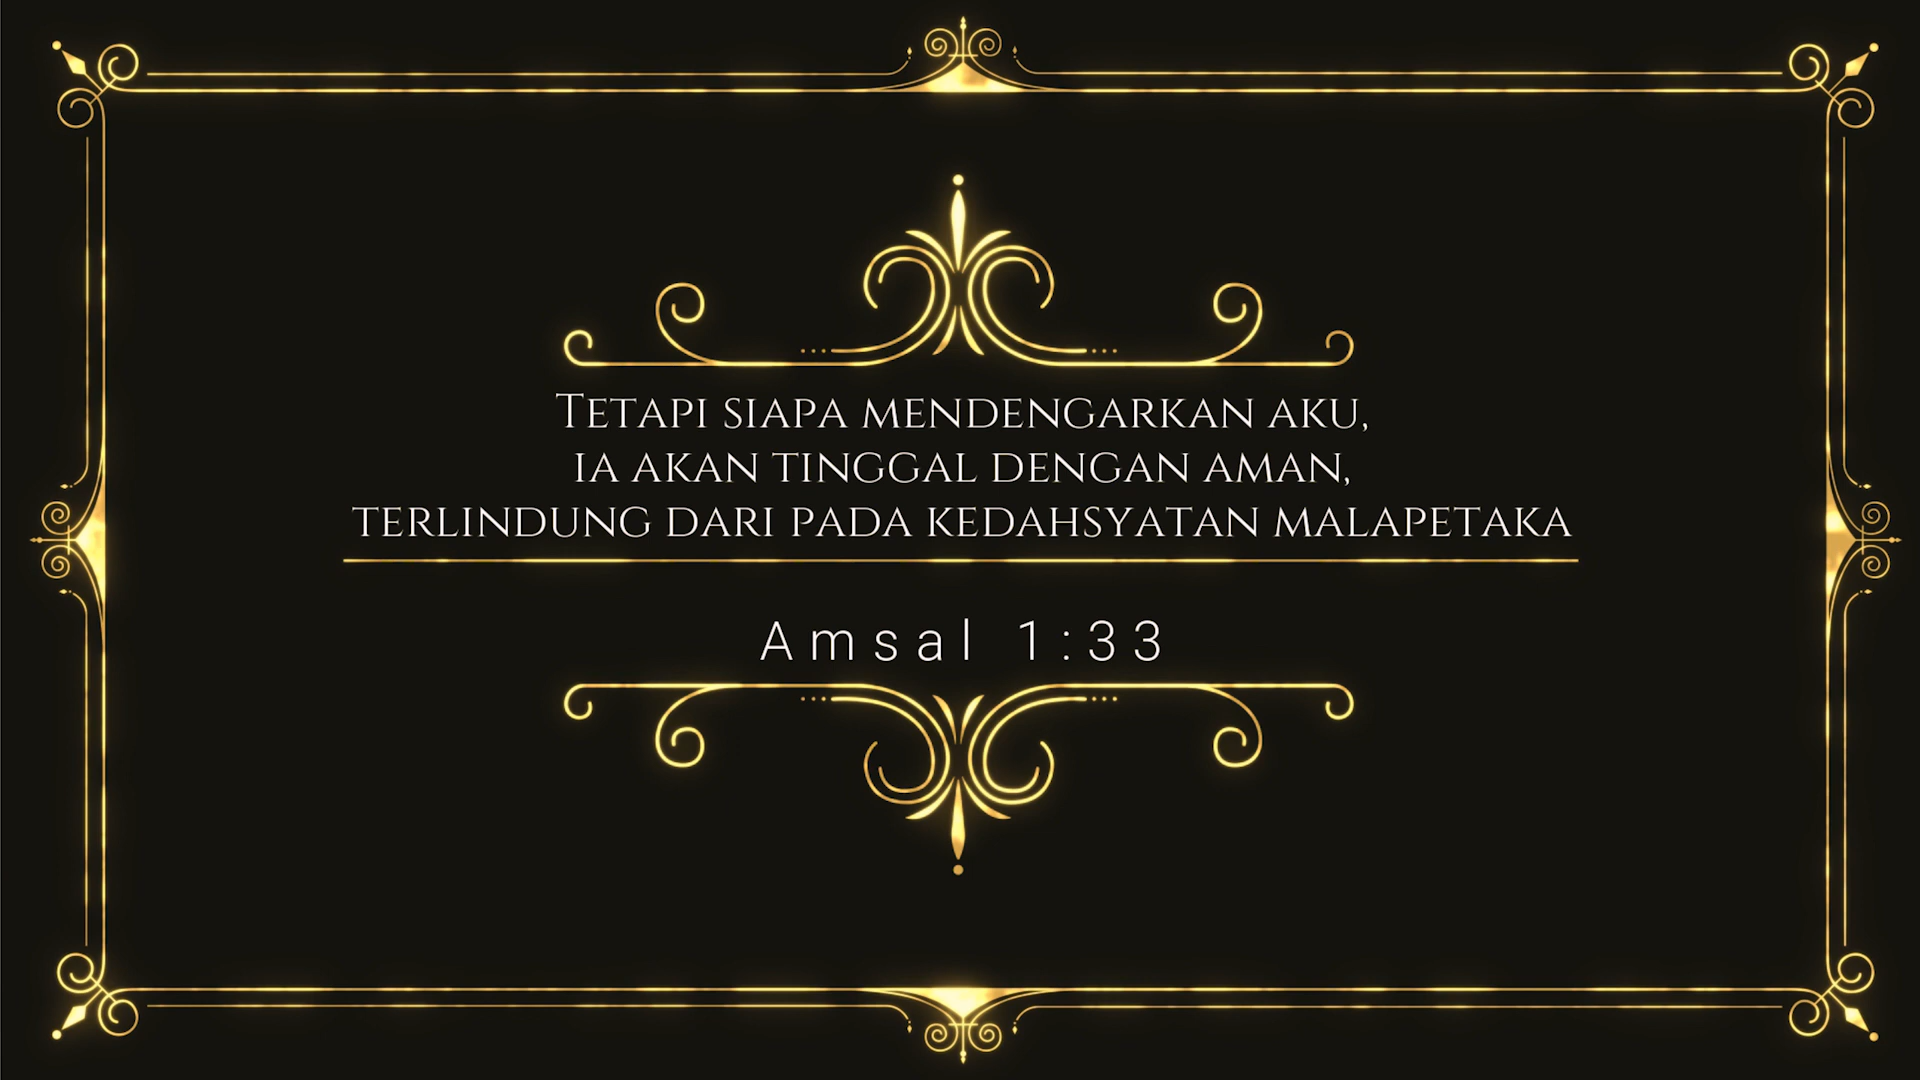 Tetapi siapa mendengarkan aku,
ia akan tinggal dengan aman,
terlindung dari pada kedahsyatan malapetaka
Amsal 1:33